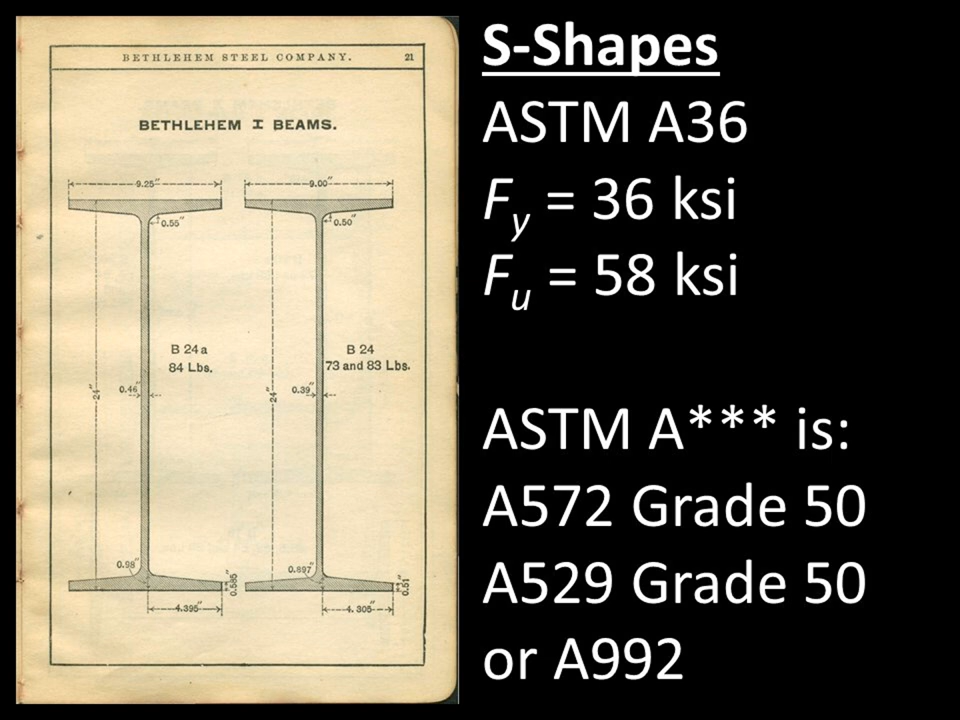 BETHLEHEM STEEL COMPANY. 21
BETHLEHEM I BEAMS.
9.25"
9.00"
0.55"
0.50"
B 24a
84 Lbs.
B 24
73 and 83 Lbs.
24"
0.46"
24"
0.39"
0.98"
0.585"
0.897"
0.51"
4.395"
4.305"
S-Shapes
ASTM A36
Fy = 36 ksi
Fu = 58 ksi
ASTM A*** is:
A572 Grade 50
A529 Grade 50
or A992